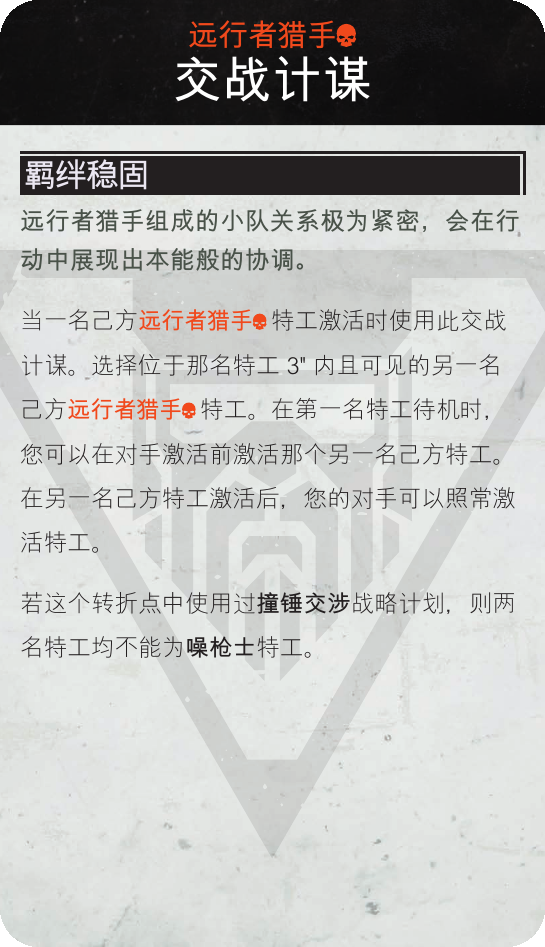 远行者猎手
交战计谋
羁绊稳固
远行者猎手组成的小队关系极为紧密，会在行
动中展现出本能般的协调。
当一名己方远行者猎手特工激活时使用此交战
计谋。选择位于那名特工 3" 内且可见的另一名
己方远行者猎手特工。在第一名特工待机时，
您可以在对手激活前激活那个另一名己方特工。
在另一名己方特工激活后，您的对手可以照常激
活特工。
若这个转折点中使用过撞锤交涉战略计划，则两
名特工均不能为噪枪士特工。